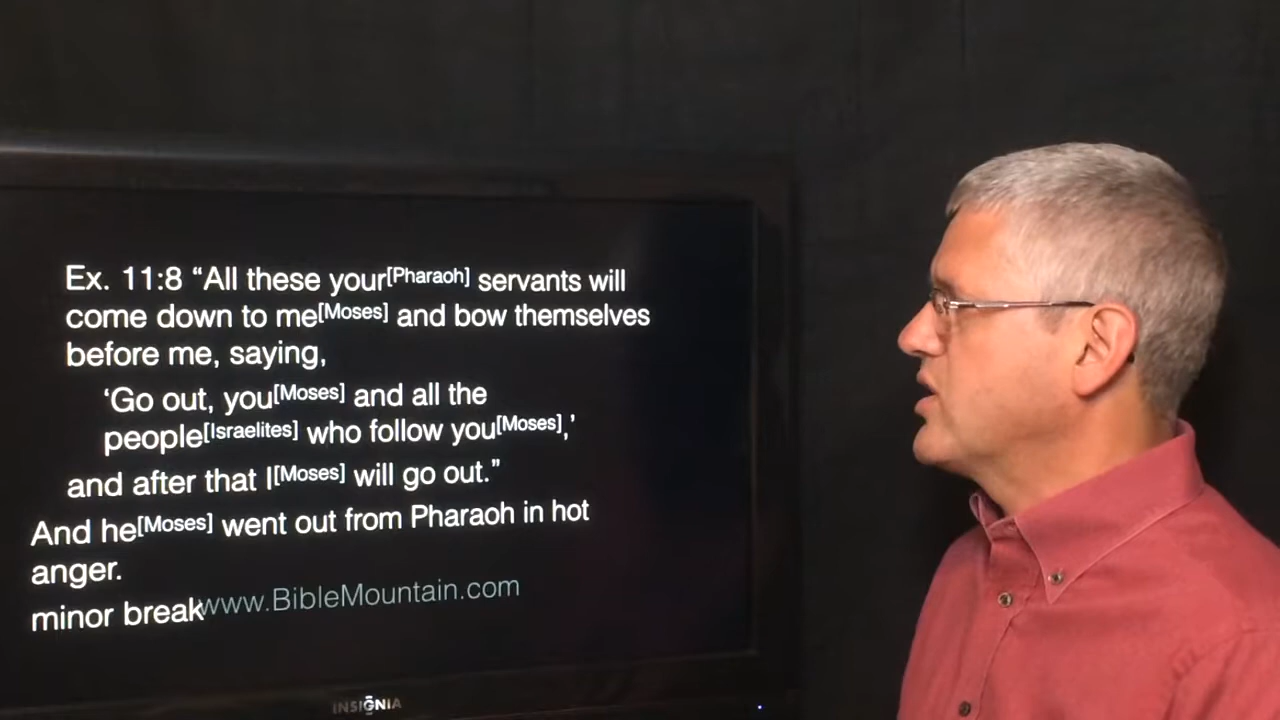 Ex. 11:8 “All these your[Pharaoh] servants will
come down to me[Moses] and bow themselves
before me, saying,
‘Go out, you[Moses] and all the
people[Israelites] who follow you[Moses],’
and after that I[Moses] will go out.”
And he[Moses] went out from Pharaoh in hot
anger.
minor break
www.BibleMountain.com
INSIGNIA